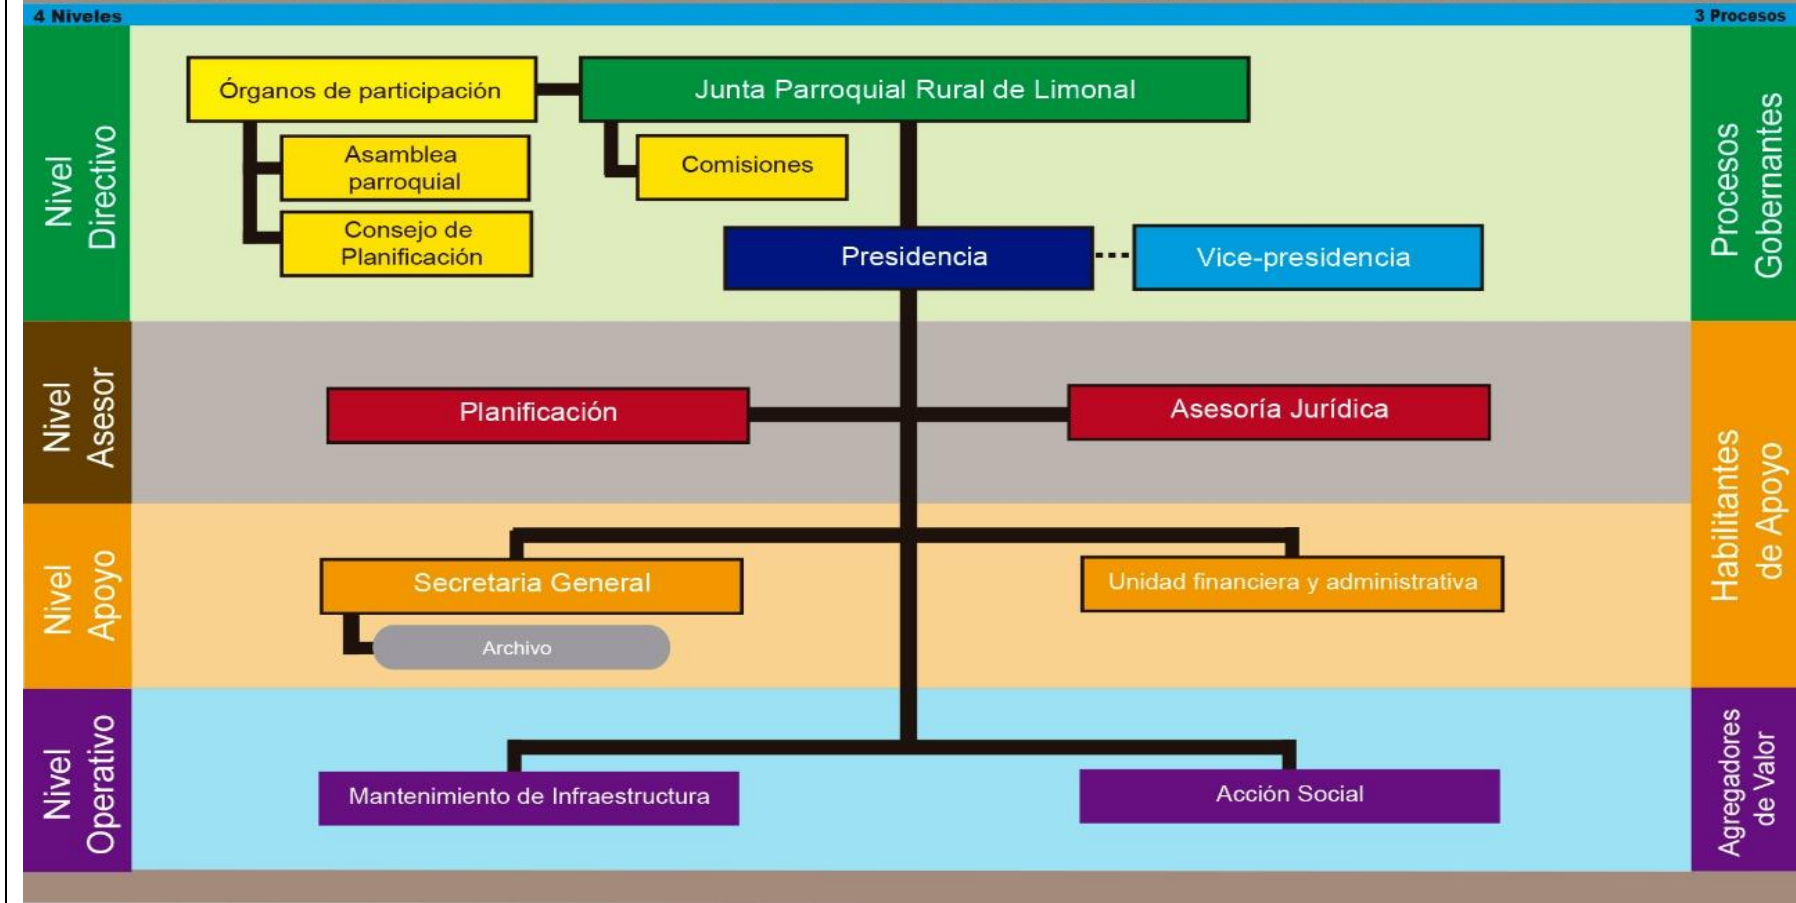 4 Niveles
3 Procesos
Nivel
Directivo
Órganos de participación
Junta Parroquial Rural de Limonal
Asamblea
parroquial
Comisiones
Consejo de
Planificación
Presidencia
Vice-presidencia
Procesos
Gobernantes
Nivel
Asesor
Planificación
Asesoría Jurídica
Habilitantes
de Apoyo
Nivel
Apoyo
Secretaria General
Unidad financiera y administrativa
Archivo
Nivel
Operativo
Mantenimiento de Infraestructura
Acción Social
Agregadores
de Valor